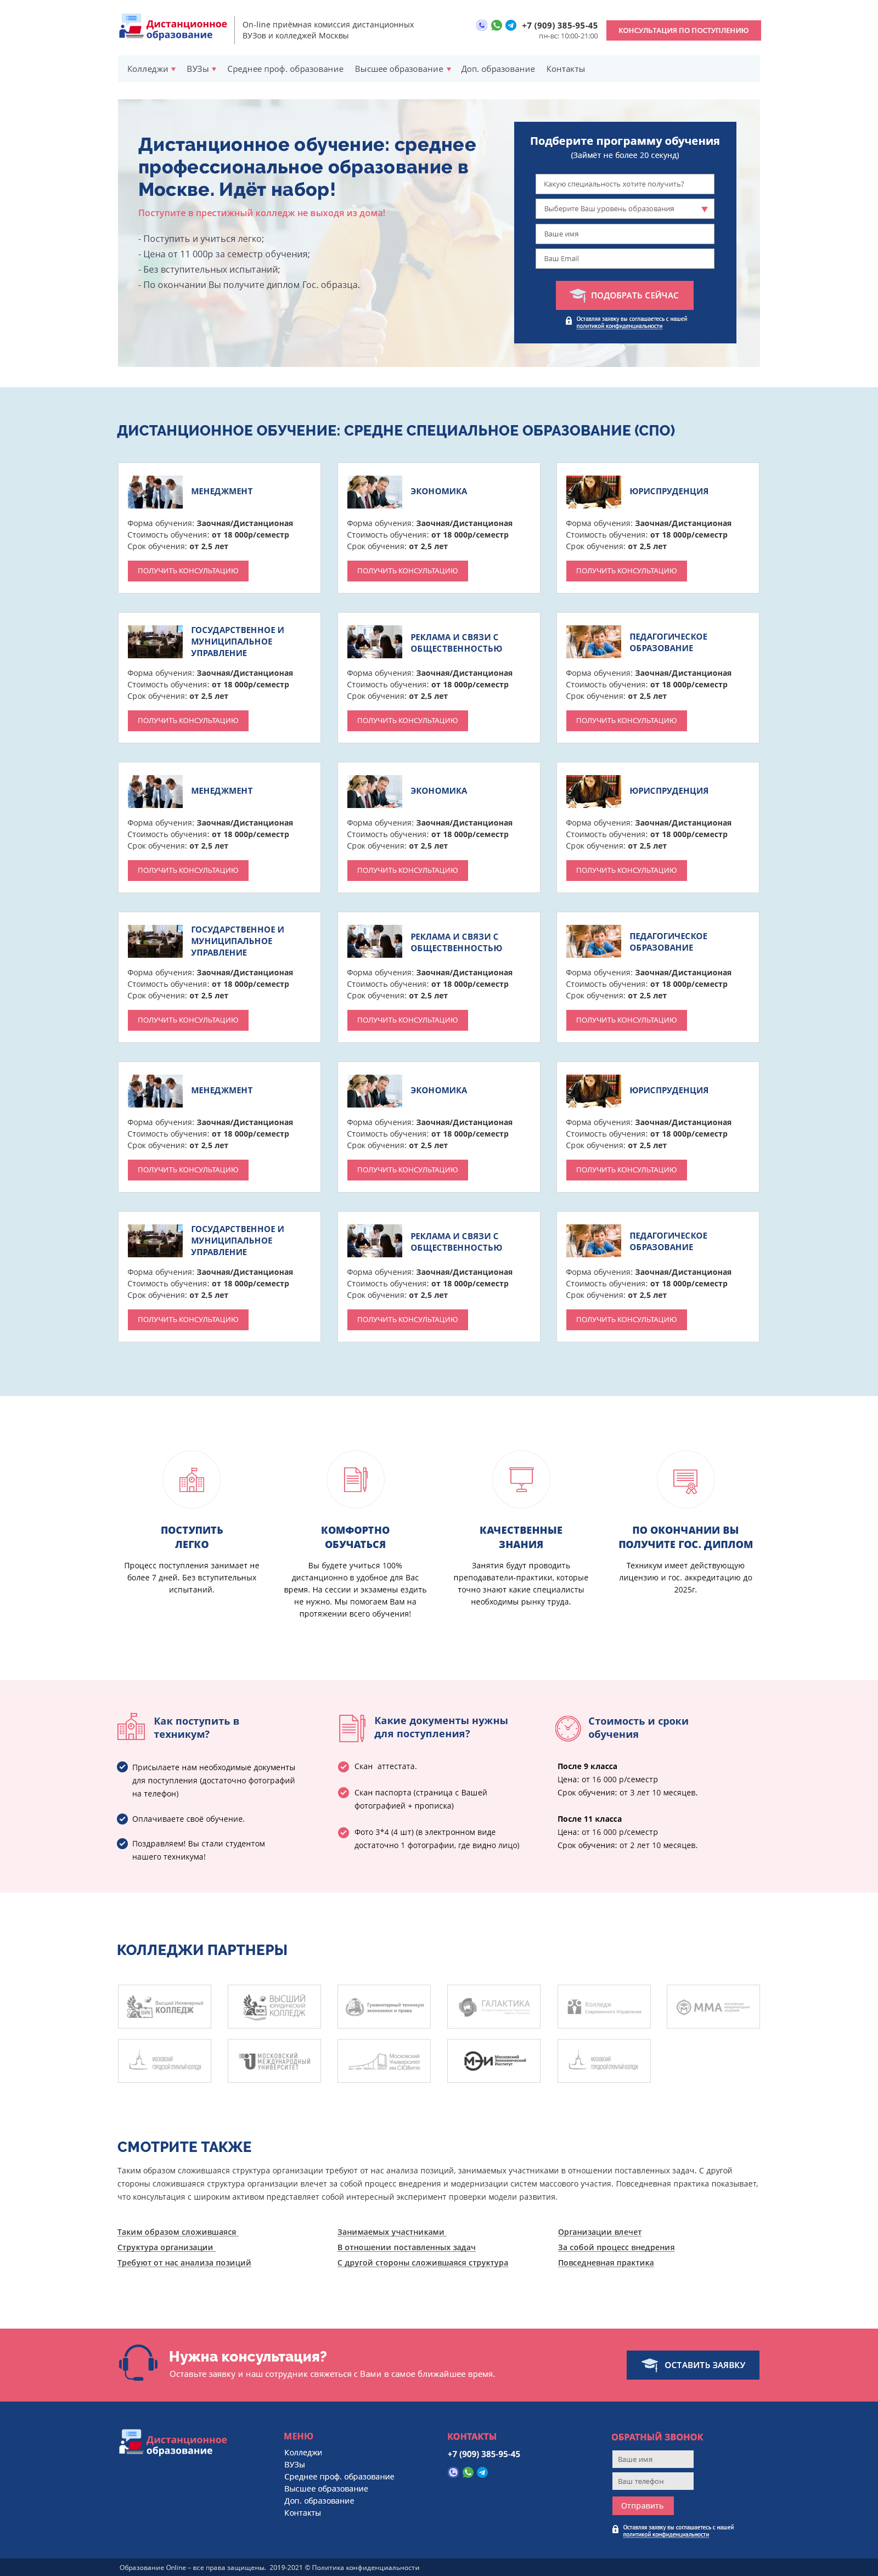 Дистанционное
образование
On-line приёмная комиссия дистанционных
ВУЗов и колледжей Москвы
+7 (909) 385-95-45
пн-вс: 10:00-21:00
КОНСУЛЬТАЦИЯ ПО ПОСТУПЛЕНИЮ
Колледжи ВУЗы Среднее проф. образование Высшее образование Доп. образование Контакты
Дистанционное обучение: среднее
профессиональное образование в
Москве. Идёт набор!
Поступите в престижный колледж не выходя из дома!
- Поступить и учиться легко;
- Цена от 11 000р за семестр обучения;
- Без вступительных испытаний;
- По окончании Вы получите диплом Гос. образца.
Подберите программу обучения
(Займёт не более 20 секунд)
Какую специальность хотите получить?
Выберите Ваш уровень образования
Ваше имя
Ваш Email
ПОДОБРАТЬ СЕЙЧАС
Оставляя заявку вы соглашаетесь с нашей
политикой конфиденциальности
ДИСТАНЦИОННОЕ ОБУЧЕНИЕ: СРЕДНЕ СПЕЦИАЛЬНОЕ ОБРАЗОВАНИЕ (СПО)
МЕНЕДЖМЕНТ
Форма обучения: Заочная/Дистанционая
Стоимость обучения: от 18 000р/семестр
Срок обучения: от 2,5 лет
ПОЛУЧИТЬ КОНСУЛЬТАЦИЮ
ЭКОНОМИКА
Форма обучения: Заочная/Дистанционая
Стоимость обучения: от 18 000р/семестр
Срок обучения: от 2,5 лет
ПОЛУЧИТЬ КОНСУЛЬТАЦИЮ
ЮРИСПРУДЕНЦИЯ
Форма обучения: Заочная/Дистанционая
Стоимость обучения: от 18 000р/семестр
Срок обучения: от 2,5 лет
ПОЛУЧИТЬ КОНСУЛЬТАЦИЮ
ГОСУДАРСТВЕННОЕ И
МУНИЦИПАЛЬНОЕ
УПРАВЛЕНИЕ
Форма обучения: Заочная/Дистанционая
Стоимость обучения: от 18 000р/семестр
Срок обучения: от 2,5 лет
ПОЛУЧИТЬ КОНСУЛЬТАЦИЮ
РЕКЛАМА И СВЯЗИ С
ОБЩЕСТВЕННОСТЬЮ
Форма обучения: Заочная/Дистанционая
Стоимость обучения: от 18 000р/семестр
Срок обучения: от 2,5 лет
ПОЛУЧИТЬ КОНСУЛЬТАЦИЮ
ПЕДАГОГИЧЕСКОЕ
ОБРАЗОВАНИЕ
Форма обучения: Заочная/Дистанционая
Стоимость обучения: от 18 000р/семестр
Срок обучения: от 2,5 лет
ПОЛУЧИТЬ КОНСУЛЬТАЦИЮ
МЕНЕДЖМЕНТ
Форма обучения: Заочная/Дистанционая
Стоимость обучения: от 18 000р/семестр
Срок обучения: от 2,5 лет
ПОЛУЧИТЬ КОНСУЛЬТАЦИЮ
ЭКОНОМИКА
Форма обучения: Заочная/Дистанционая
Стоимость обучения: от 18 000р/семестр
Срок обучения: от 2,5 лет
ПОЛУЧИТЬ КОНСУЛЬТАЦИЮ
ЮРИСПРУДЕНЦИЯ
Форма обучения: Заочная/Дистанционая
Стоимость обучения: от 18 000р/семестр
Срок обучения: от 2,5 лет
ПОЛУЧИТЬ КОНСУЛЬТАЦИЮ
ГОСУДАРСТВЕННОЕ И
МУНИЦИПАЛЬНОЕ
УПРАВЛЕНИЕ
Форма обучения: Заочная/Дистанционая
Стоимость обучения: от 18 000р/семестр
Срок обучения: от 2,5 лет
ПОЛУЧИТЬ КОНСУЛЬТАЦИЮ
РЕКЛАМА И СВЯЗИ С
ОБЩЕСТВЕННОСТЬЮ
Форма обучения: Заочная/Дистанционая
Стоимость обучения: от 18 000р/семестр
Срок обучения: от 2,5 лет
ПОЛУЧИТЬ КОНСУЛЬТАЦИЮ
ПЕДАГОГИЧЕСКОЕ
ОБРАЗОВАНИЕ
Форма обучения: Заочная/Дистанционая
Стоимость обучения: от 18 000р/семестр
Срок обучения: от 2,5 лет
ПОЛУЧИТЬ КОНСУЛЬТАЦИЮ
МЕНЕДЖМЕНТ
Форма обучения: Заочная/Дистанционая
Стоимость обучения: от 18 000р/семестр
Срок обучения: от 2,5 лет
ПОЛУЧИТЬ КОНСУЛЬТАЦИЮ
ЭКОНОМИКА
Форма обучения: Заочная/Дистанционая
Стоимость обучения: от 18 000р/семестр
Срок обучения: от 2,5 лет
ПОЛУЧИТЬ КОНСУЛЬТАЦИЮ
ЮРИСПРУДЕНЦИЯ
Форма обучения: Заочная/Дистанционая
Стоимость обучения: от 18 000р/семестр
Срок обучения: от 2,5 лет
ПОЛУЧИТЬ КОНСУЛЬТАЦИЮ
ГОСУДАРСТВЕННОЕ И
МУНИЦИПАЛЬНОЕ
УПРАВЛЕНИЕ
Форма обучения: Заочная/Дистанционая
Стоимость обучения: от 18 000р/семестр
Срок обучения: от 2,5 лет
ПОЛУЧИТЬ КОНСУЛЬТАЦИЮ
РЕКЛАМА И СВЯЗИ С
ОБЩЕСТВЕННОСТЬЮ
Форма обучения: Заочная/Дистанционая
Стоимость обучения: от 18 000р/семестр
Срок обучения: от 2,5 лет
ПОЛУЧИТЬ КОНСУЛЬТАЦИЮ
ПЕДАГОГИЧЕСКОЕ
ОБРАЗОВАНИЕ
Форма обучения: Заочная/Дистанционая
Стоимость обучения: от 18 000р/семестр
Срок обучения: от 2,5 лет
ПОЛУЧИТЬ КОНСУЛЬТАЦИЮ
ПОСТУПИТЬ
ЛЕГКО
Процесс поступления занимает не
более 7 дней. Без вступительных
испытаний.
КОМФОРТНО
ОБУЧАТЬСЯ
Вы будете учиться 100%
дистанционно в удобное для Вас
время. На сессии и экзамены ездить
не нужно. Мы помогаем Вам на
протяжении всего обучения!
КАЧЕСТВЕННЫЕ
ЗНАНИЯ
Занятия будут проводить
преподаватели-практики, которые
точно знают какие специалисты
необходимы рынку труда.
ПО ОКОНЧАНИИ ВЫ
ПОЛУЧИТЕ ГОС. ДИПЛОМ
Техникум имеет действующую
лицензию и гос. аккредитацию до
2025г.
Как поступить в
техникум?
Присылаете нам необходимые документы
для поступления (достаточно фотографий
на телефон)
Оплачиваете своё обучение.
Поздравляем! Вы стали студентом
нашего техникума!
Какие документы нужны
для поступления?
Скан аттестата.
Скан паспорта (страница с Вашей
фотографией + прописка)
Фото 3*4 (4 шт) (в электронном виде
достаточно 1 фотографии, где видно лицо)
Стоимость и сроки
обучения
После 9 класса
Цена: от 16 000 р/семестр
Срок обучения: от 3 лет 10 месяцев.
После 11 класса
Цена: от 16 000 р/семестр
Срок обучения: от 2 лет 10 месяцев.
КОЛЛЕДЖИ ПАРТНЕРЫ
Высший Инженерный
КОЛЛЕДЖ
ВЫСШИЙ
ЮРИДИЧЕСКИЙ
КОЛЛЕДЖ
Гуманитарный техникум
экономики и права
ГАЛАКТИКА
Колледж
Современного Управления
ММА
МОСКОВСКИЙ
ГОРОДСКОЙ ОТКРЫТЫЙ КОЛЛЕДЖ
МОСКОВСКИЙ
МЕЖДУНАРОДНЫЙ
УНИВЕРСИТЕТ
Московский
Университет
им С.Ю.Витте
МЭИ
Московский
Экономический
Институт
МОСКОВСКИЙ
ГОРОДСКОЙ ОТКРЫТЫЙ КОЛЛЕДЖ
СМОТРИТЕ ТАКЖЕ
Таким образом сложившаяся структура организации требуют от нас анализа позиций, занимаемых участниками в отношении поставленных задач. С другой
стороны сложившаяся структура организации влечет за собой процесс внедрения и модернизации систем массового участия. Повседневная практика показывает,
что консультация с широким активом представляет собой интересный эксперимент проверки модели развития.
Таким образом сложившаяся
Структура организации
Требуют от нас анализа позиций
Занимаемых участниками
В отношении поставленных задач
С другой стороны сложившаяся структура
Организации влечет
За собой процесс внедрения
Повседневная практика
Нужна консультация?
Оставьте заявку и наш сотрудник свяжеться с Вами в самое ближайшее время.
ОСТАВИТЬ ЗАЯВКУ
Дистанционное
образование
МЕНЮ
Колледжи
ВУЗы
Среднее проф. образование
Высшее образование
Доп. образование
Контакты
КОНТАКТЫ
+7 (909) 385-95-45
ОБРАТНЫЙ ЗВОНОК
Ваше имя
Ваш телефон
Отправить
Оставляя заявку вы соглашаетесь с нашей
политикой конфиденциальности
Образование Online – все права защищены. 2019-2021 © Политика конфиденциальности